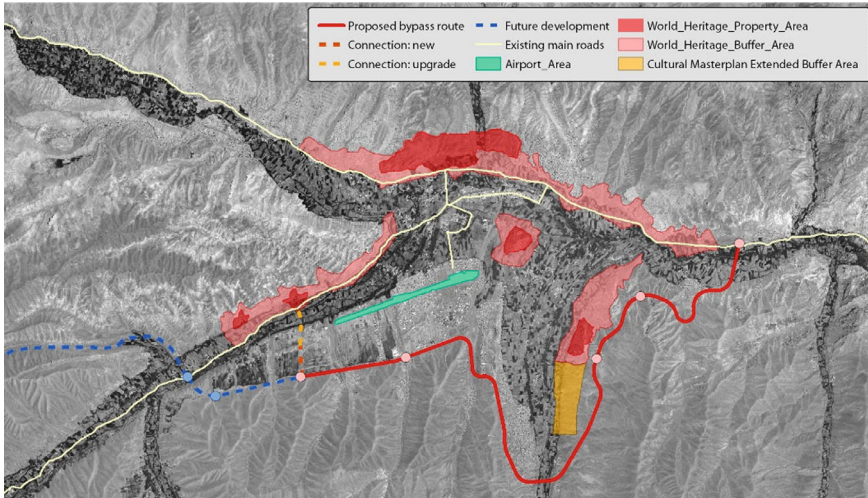 Proposed bypass route
Connection: new
Connection: upgrade
Future development
Existing main roads
Airport_Area
World_Heritage_Property_Area
World_Heritage_Buffer_Area
Cultural Masterplan Extended Buffer Area